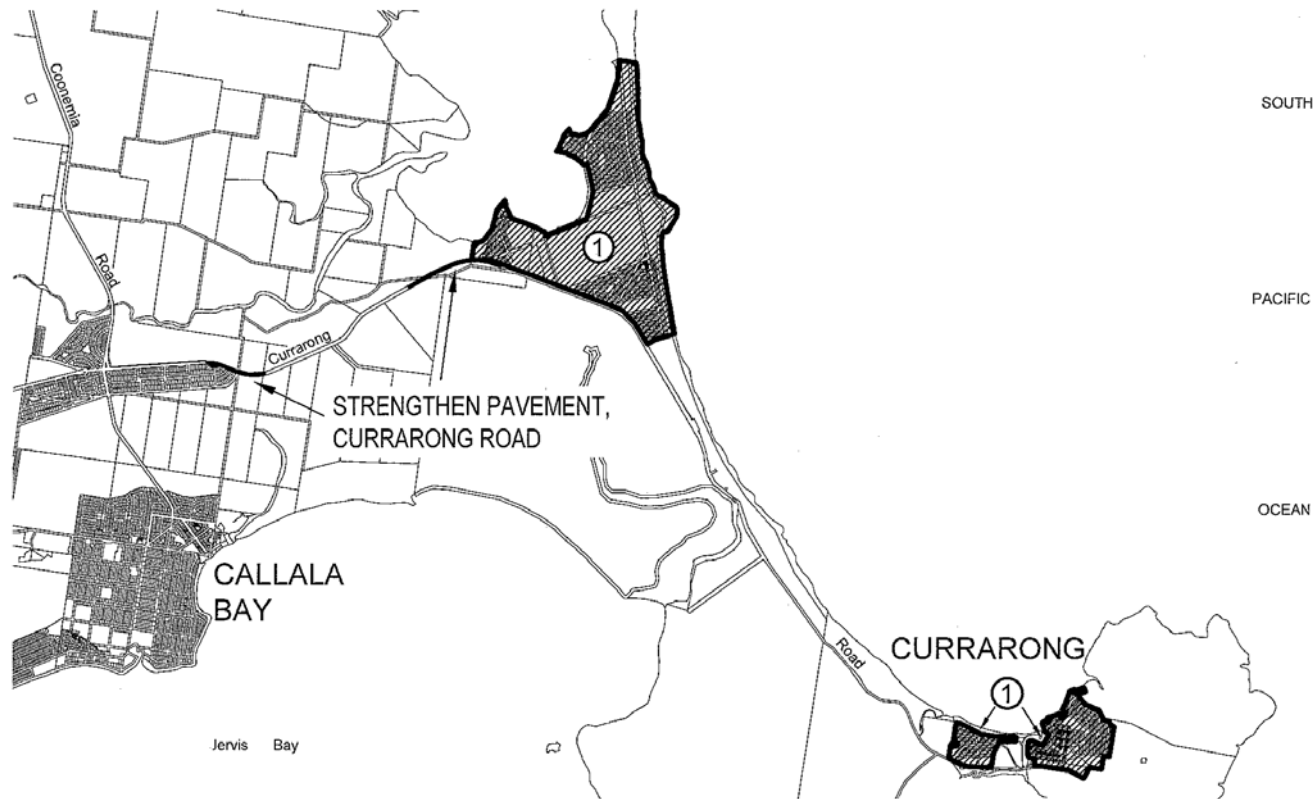 SOUTH
Coonemia
Road
1
PACIFIC
Currarong
STRENGTHEN PAVEMENT,
CURRARONG ROAD
OCEAN
CALLALA
BAY
Road
CURRARONG
1
Jervis Bay